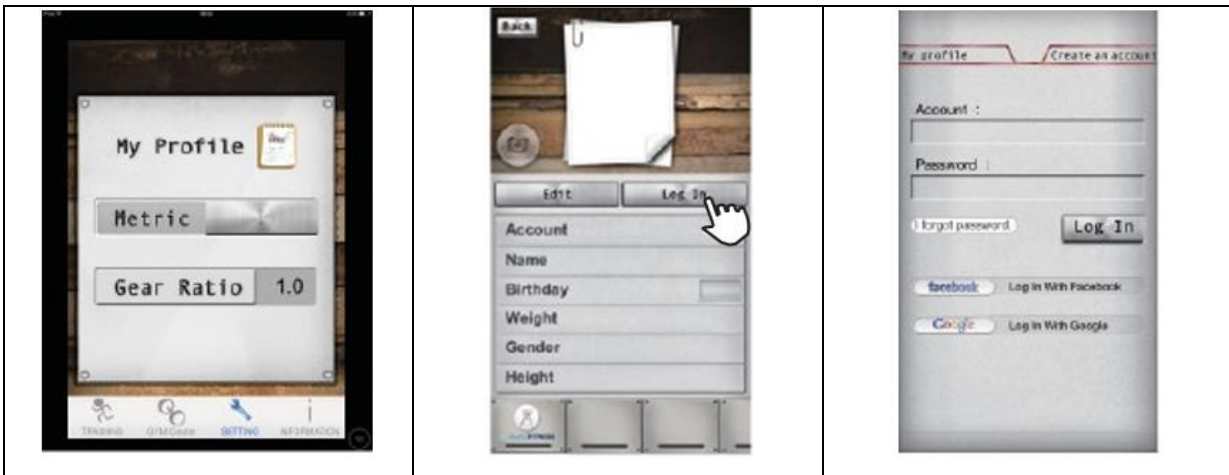 My Profile
Metric
Gear Ratio 1.0
TRAINING
SETTING INFORMATION
Back
Edit Log In
Account
Name
Birthday
Weight
Gender
Height
FITNESS
My profile Create an account
Account :
Password :
I forgot password.
Log In
facebook Log In With Facebook
Google Log In With Google